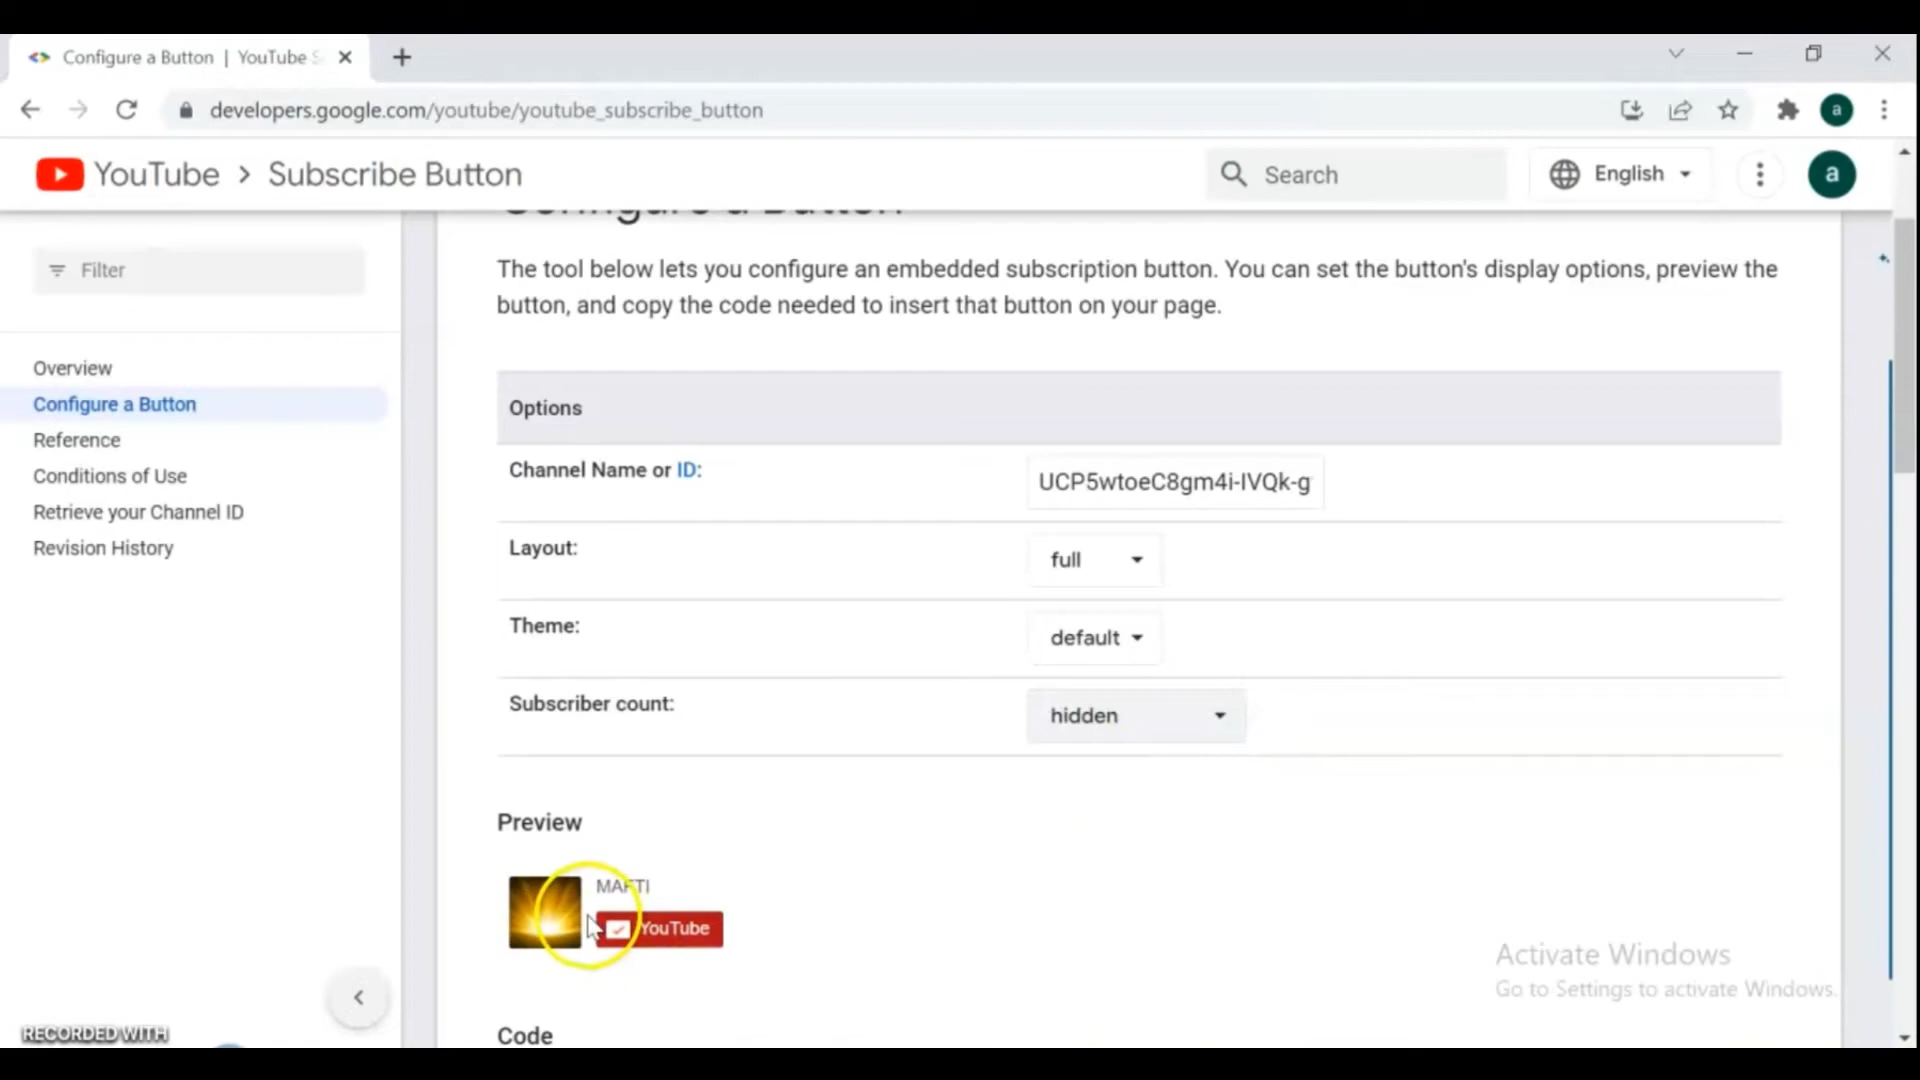 Configure a Button | YouTube S
developers.google.com/youtube/youtube_subscribe_button
a
YouTube > Subscribe Button
Search
English
a
Configure a Button
Filter
The tool below lets you configure an embedded subscription button. You can set the button's display options, preview the
button, and copy the code needed to insert that button on your page.
Overview
Configure a Button
Reference
Conditions of Use
Retrieve your Channel ID
Revision History
Options
Channel Name or ID:
UCP5wtoeC8gm4i-IVQk-g
Layout:
full
Theme:
default
Subscriber count:
hidden
Preview
YouTube
Activate Windows
Go to Settings to activate Windows.
Code
RECORDED WITH